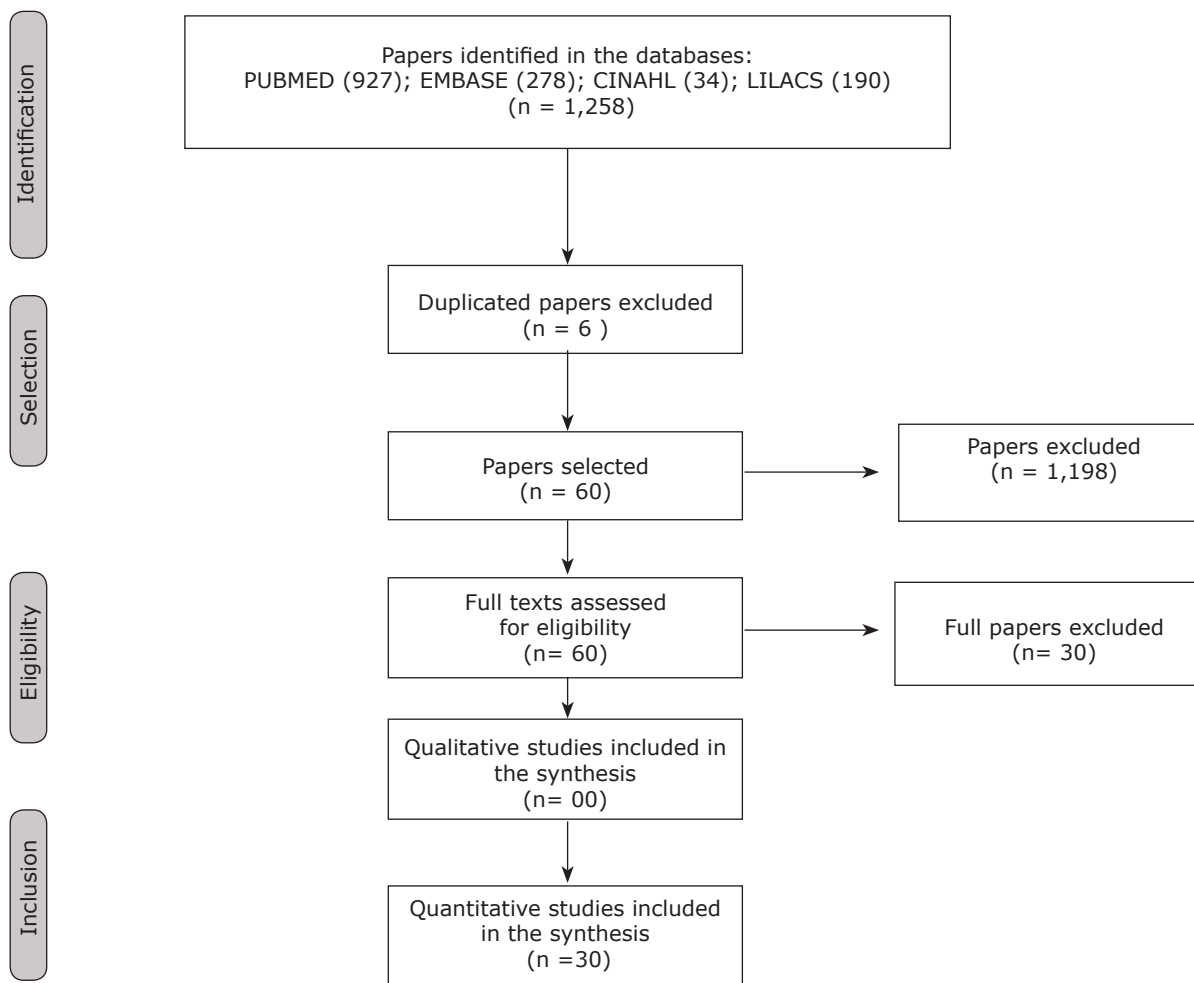 Identification
Papers identified in the databases:
PUBMED (927); EMBASE (278); CINAHL (34); LILACS (190)
(n = 1,258)
Selection
Duplicated papers excluded
(n = 6 )
Papers selected
(n = 60)
Papers excluded
(n = 1,198)
Eligibility
Full texts assessed
for eligibility
(n= 60)
Full papers excluded
(n= 30)
Qualitative studies included in
the synthesis
(n= 00)
Inclusion
Quantitative studies included
in the synthesis
(n =30)